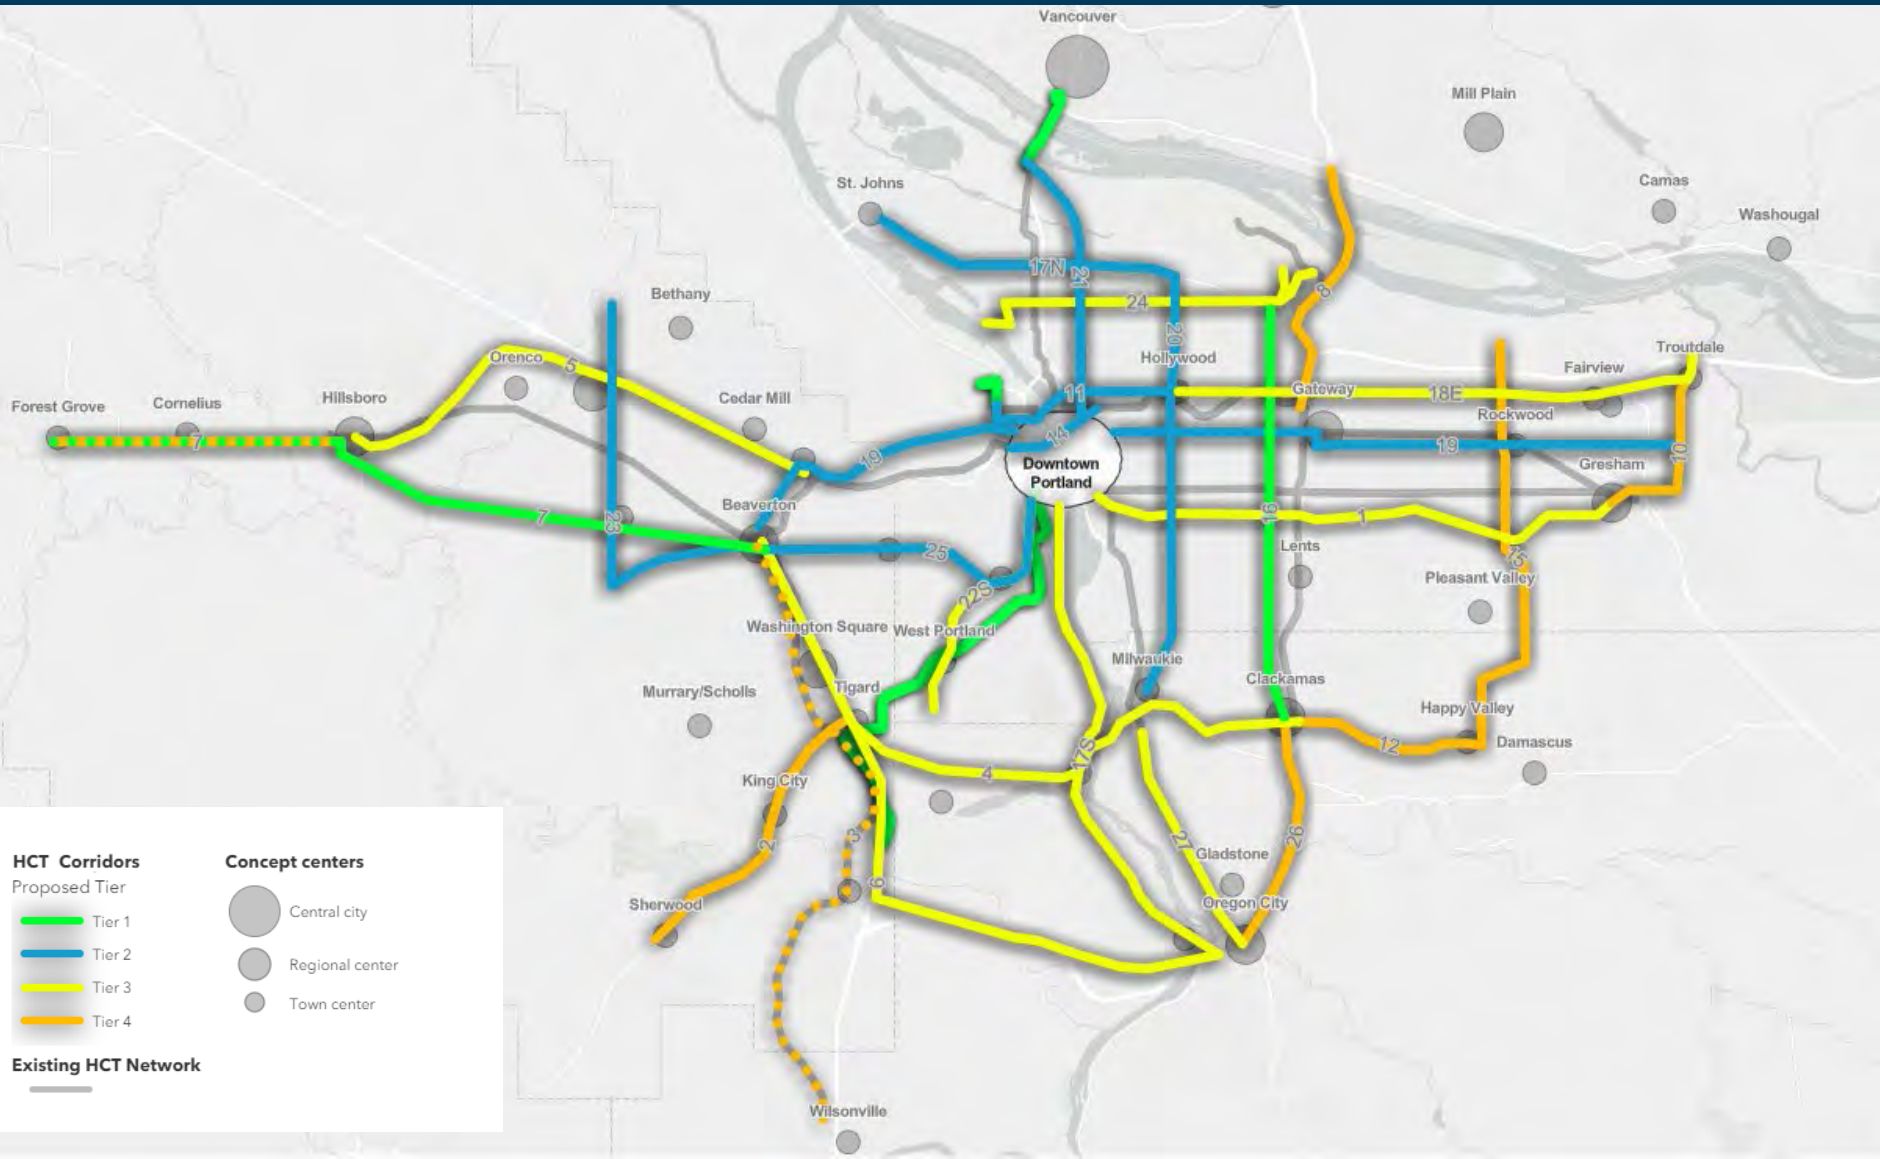 Vancouver
Mill Plain
St. Johns
Camas
Washougal
17N
21
Bethany
24
8
20
Troutdale
Orenco
5
Hollywood
Fairview
Forest Grove
Cornelius
Hillsboro
Cedar Mill
11
Gateway
18E
Rockwood
7
14
19
19
10
Downtown
Portland
Gresham
Beaverton
7
23
16
1
25
Lents
15
Pleasant Valley
22S
Washington Square
West Portland
Milwaukie
Murrary/Scholls
Tigard
Clackamas
Happy Valley
12
Damascus
17S
King City
4
2
3
27
26
Gladstone
6
Sherwood
Oregon City
Wilsonville
HCT Corridors
Proposed Tier
Tier 1
Tier 2
Tier 3
Tier 4
Existing HCT Network
Concept centers
Central city
Regional center
Town center